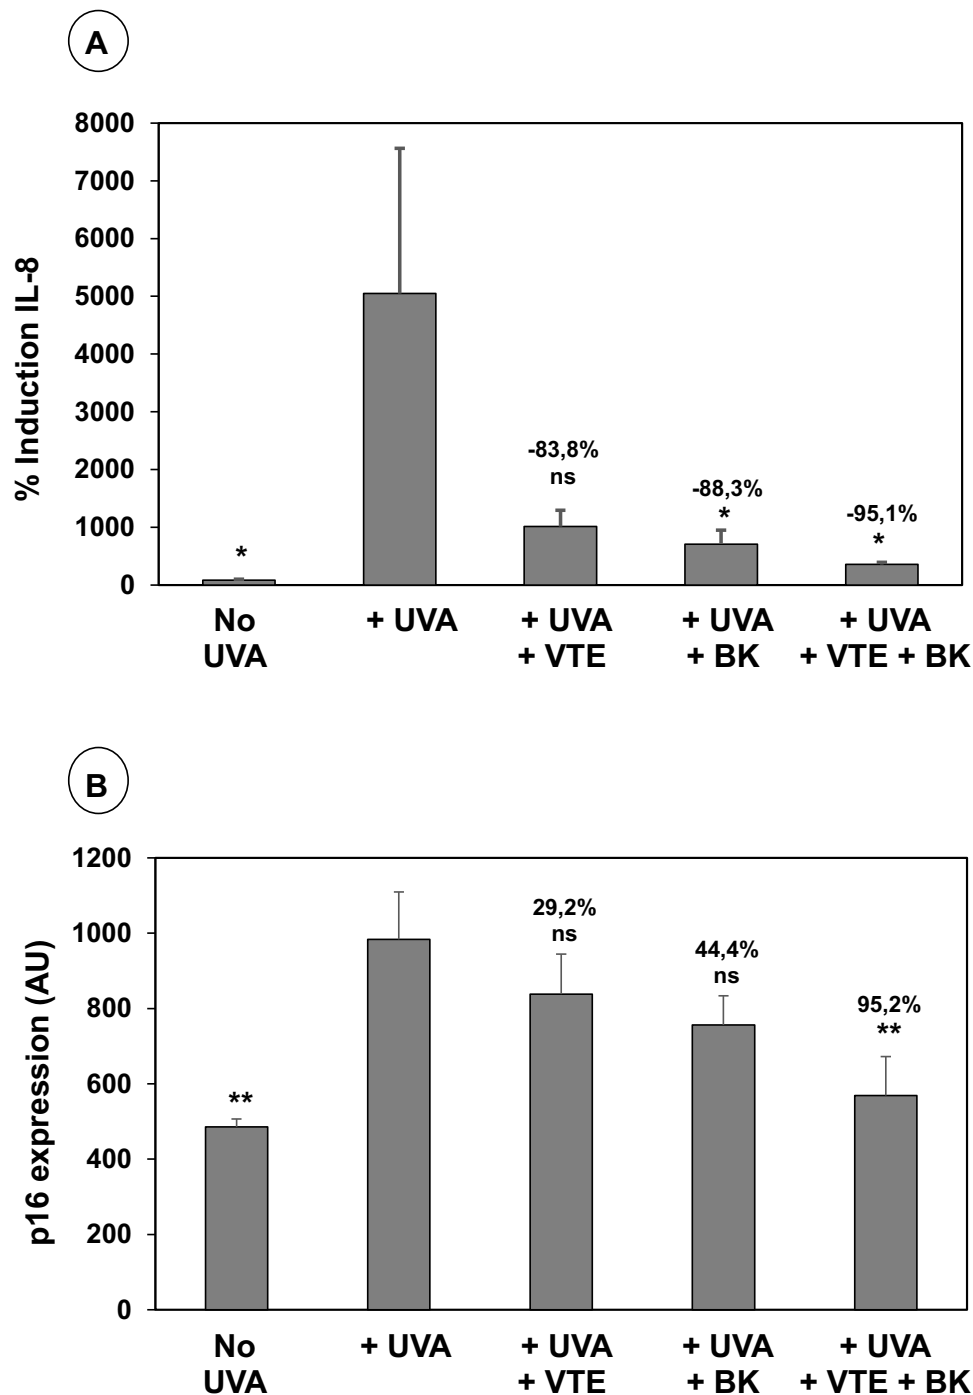 A
8000
7000
6000
5000
4000
3000
2000
1000
0
% Induction IL-8
*
-83,8%
ns
-88,3%
*
-95,1%
*
No
UVA
+ UVA
+ UVA
+ VTE
+ UVA
+ BK
+ UVA
+ VTE + BK
B
1200
1000
800
600
400
200
0
p16 expression (AU)
**
29,2%
ns
44,4%
ns
95,2%
**
No
UVA
+ UVA
+ UVA
+ VTE
+ UVA
+ BK
+ UVA
+ VTE + BK